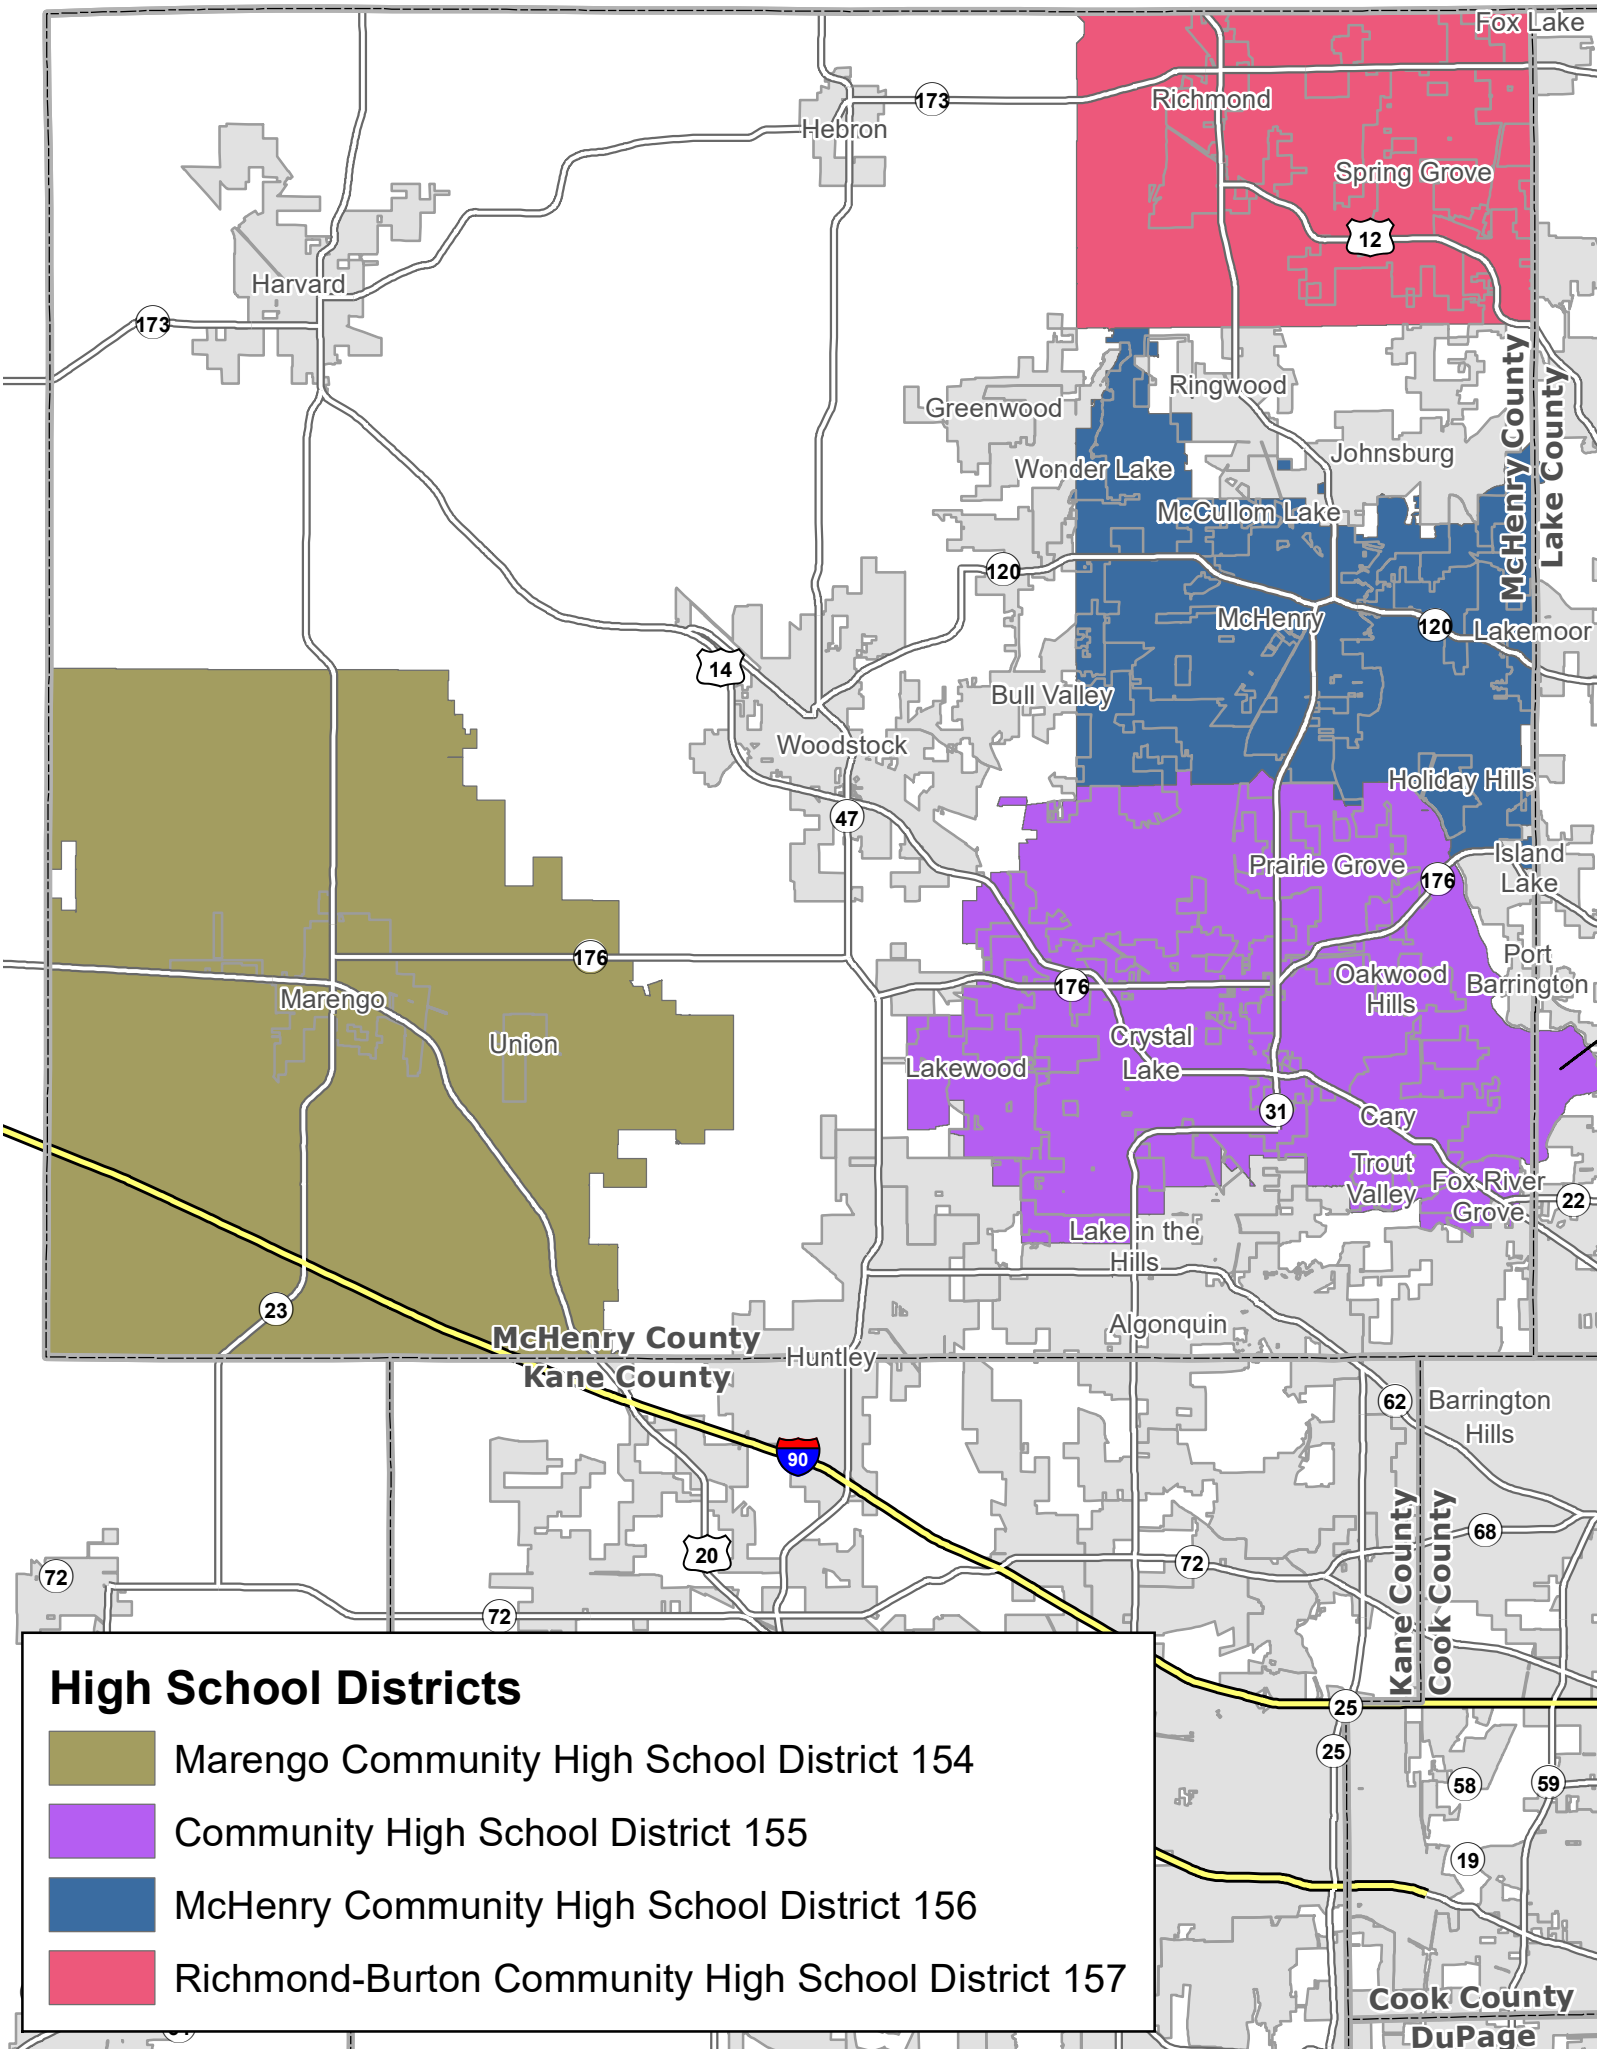 Fox Lake
173
Richmond
Hebron
Spring Grove
12
Harvard
173
McHenry County
Lake County
Ringwood
Greenwood
Johnsburg
Wonder Lake
McCullom Lake
120
McHenry
120
Lakemoor
14
Bull Valley
Woodstock
Holiday Hills
47
Prairie Grove
Island
Lake
176
176
Port
Barrington
Oakwood
Hills
176
Marengo
Union
Crystal
Lake
Lakewood
31
Cary
Trout
Valley
Fox River
Grove
22
Lake in the
Hills
23
Algonquin
McHenry County
Kane County
Huntley
62
Barrington
Hills
90
Kane County
Cook County
68
20
72
72
72
25
25
58
59
19
High School Districts
Marengo Community High School District 154
Community High School District 155
McHenry Community High School District 156
Richmond-Burton Community High School District 157
Cook County
DuPage